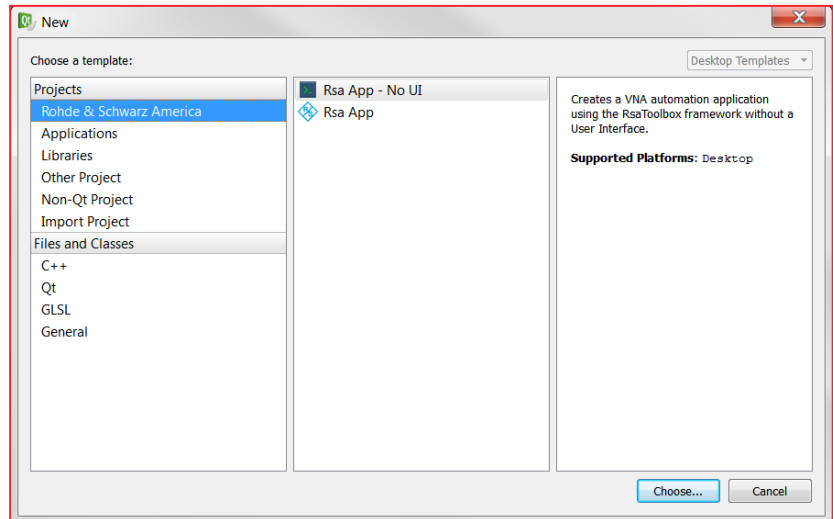 New
Choose a template:
Desktop Templates
Projects
Rohde & Schwarz America
Applications
Libraries
Other Project
Non-Qt Project
Import Project
Files and Classes
C++
Qt
GLSL
General
Rsa App - No UI
Rsa App
Creates a VNA automation application
using the RsaToolbox framework without a
User Interface.
Supported Platforms: Desktop
Choose...
Cancel